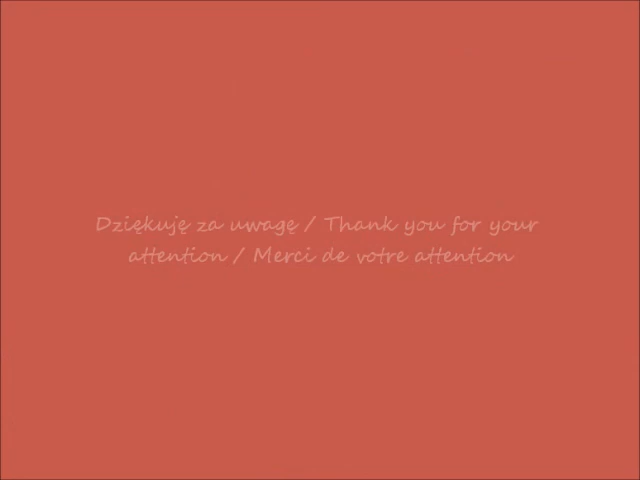 Dziękuję za uwagę / Thank you for your
attention / Merci de votre attention